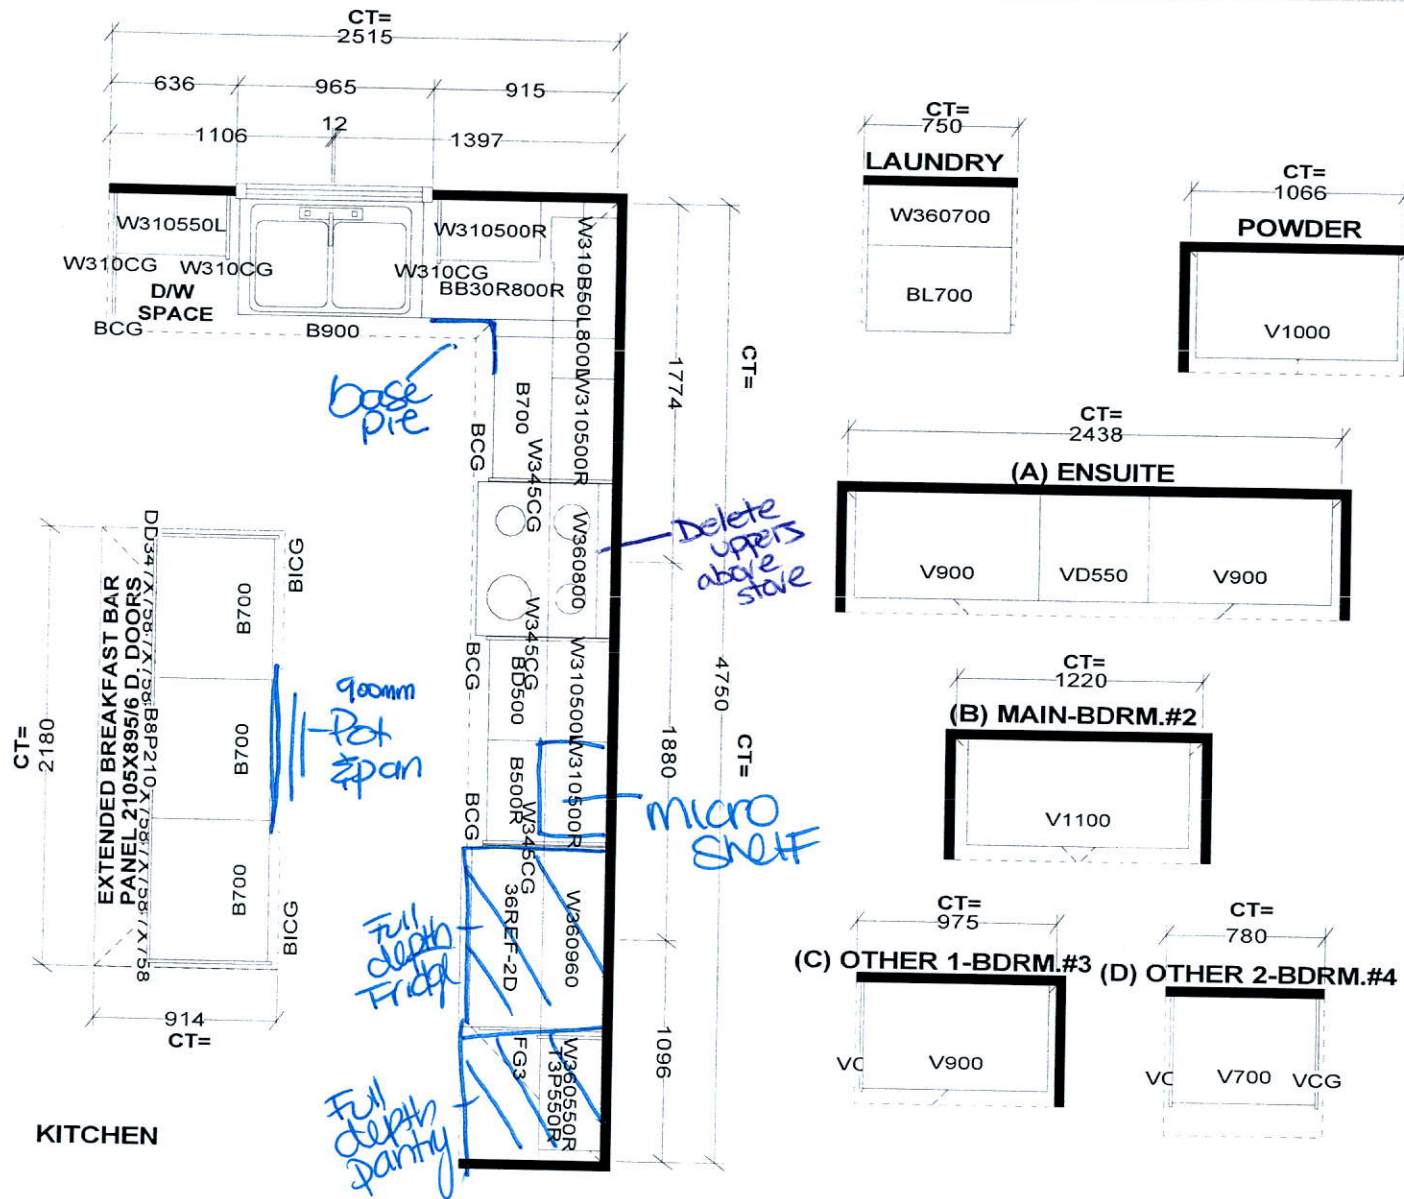 CT=
2515
636
965
915
1106
12
1397
W310550L
W310CG
W310CG
D/W
SPACE
BCG
B900
W310500R
W310CG
BB30R800R
W310B50L800L
W310500R
B700
BCG
W345CG
W360800
W345CG
BCG
BD500
W310500L
W310500R
B500R
BCG
W345CG
36REF-2D
W360960
FG3
W360550R
T3P550R
1774
1880
1096
4750
CT=
CT=
base
pie
Delete
uppers
above
stove
micro
shelf
900mm
Pot
& pan
Full
depth
Fridge
Full
depth
pantry
CT=
2180
EXTENDED BREAKFAST BAR
PANEL 2105X895/6 D. DOORS
B700
B700
B700
BICG
BICG
914
CT=
KITCHEN
CT=
750
LAUNDRY
W360700
BL700
CT=
1066
POWDER
V1000
CT=
2438
(A) ENSUITE
V900
VD550
V900
CT=
1220
(B) MAIN-BDRM.#2
V1100
CT=
975
(C) OTHER 1-BDRM.#3
VC
V900
CT=
780
(D) OTHER 2-BDRM.#4
VC
V700
VCG